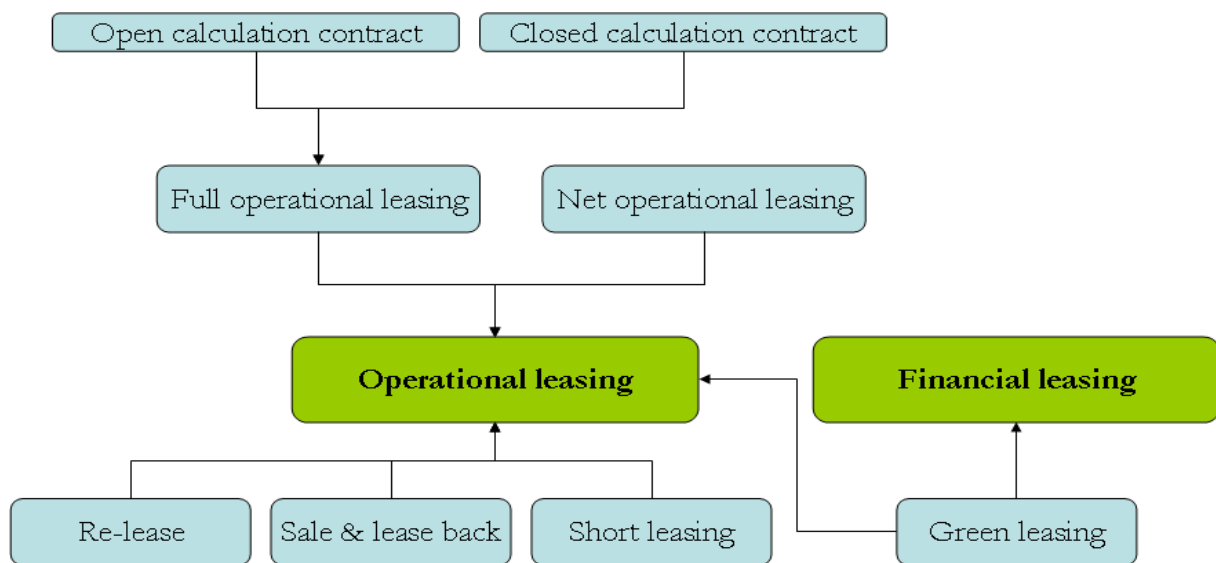 Open calculation contract
Closed calculation contract
Full operational leasing
Net operational leasing
Operational leasing
Financial leasing
Re-lease
Sale & lease back
Short leasing
Green leasing